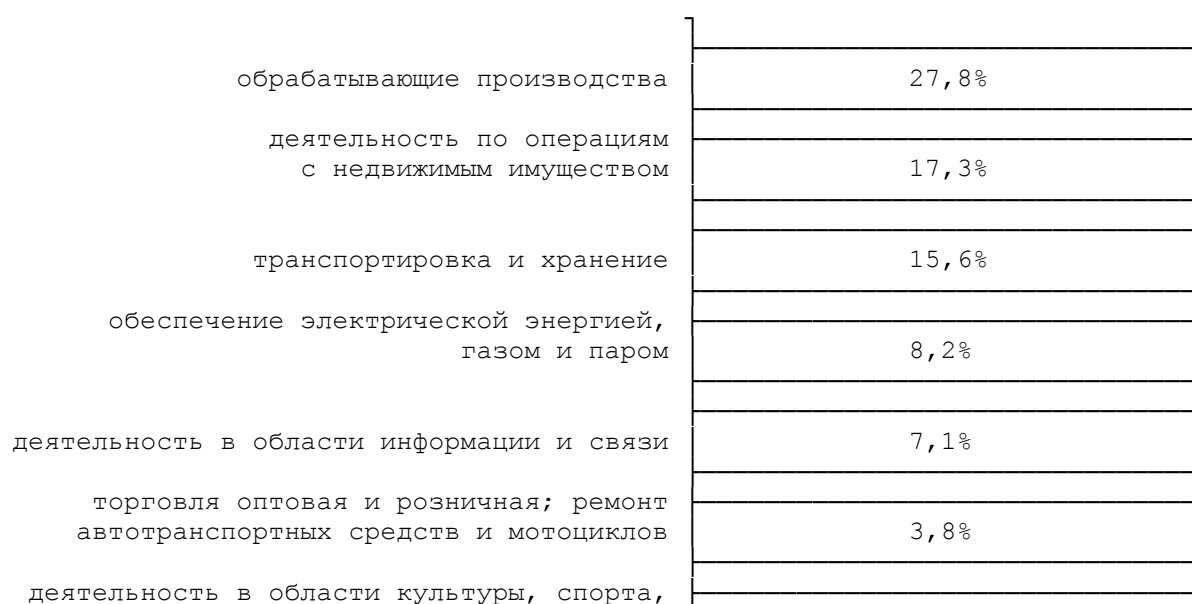 обрабатывающие производства 27,8%
деятельность по операциям
с недвижимым имуществом 17,3%
транспортировка и хранение 15,6%
обеспечение электрической энергией,
газом и паром 8,2%
деятельность в области информации и связи 7,1%
торговля оптовая и розничная; ремонт
автотранспортных средств и мотоциклов 3,8%
деятельность в области культуры, спорта,